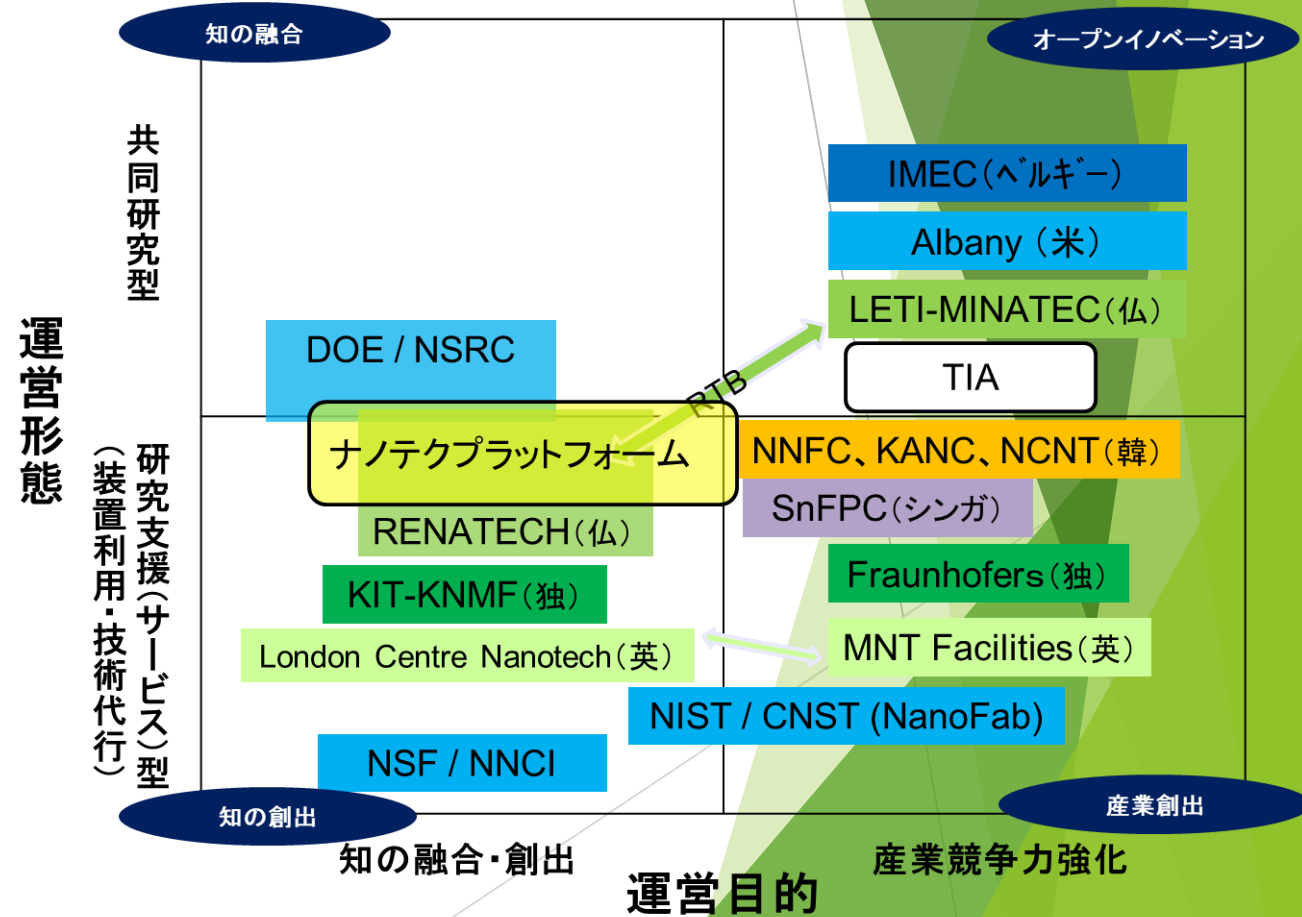 知の融合
オープンイノベーション
共同研究型
IMEC(ﾍﾞﾙｷﾞｰ)
Albany（米）
LETI-MINATEC(仏)
DOE / NSRC
RTB
TIA
運営形態
ナノテクプラットフォーム
NNFC、KANC、NCNT(韓)
SnFPC(シンガ)
RENATECH(仏)
研究支援(サービス)型
(装置利用・技術代行)
KIT-KNMF(独)
Fraunhofers(独)
London Centre Nanotech(英)
MNT Facilities(英)
NIST / CNST (NanoFab)
NSF / NNCI
知の創出
産業創出
知の融合・創出
産業競争力強化
運営目的